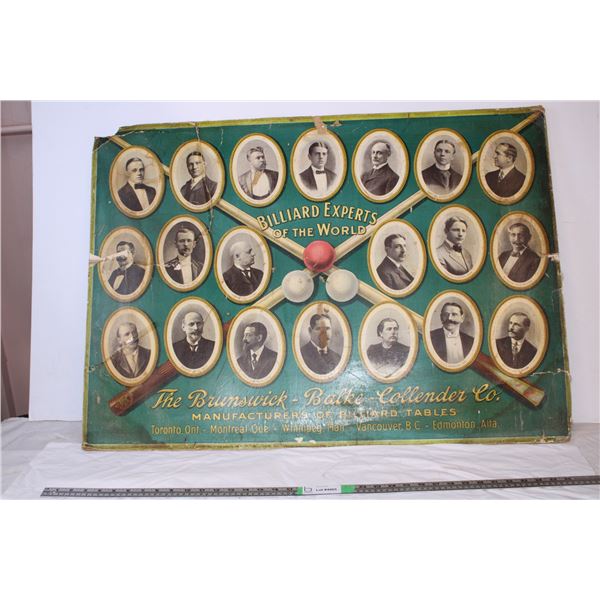 BILLIARD EXPERTS
OF THE WORLD
The Brunswick - Balke - Collender Co.
MANUFACTURERS OF BILLIARD TABLES
Toronto, Ont. - Montreal, Que. - Winnipeg, Man. - Vancouver, B.C. - Edmonton, Alta.